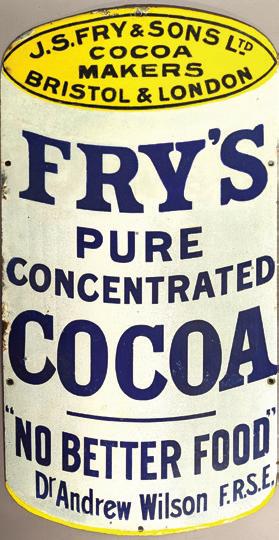 J.S. FRY & SONS LTD
COCOA
MAKERS
BRISTOL & LONDON
FRY'S
PURE
CONCENTRATED
COCOA
"NO BETTER FOOD"
Dr Andrew Wilson F.R.S.E.